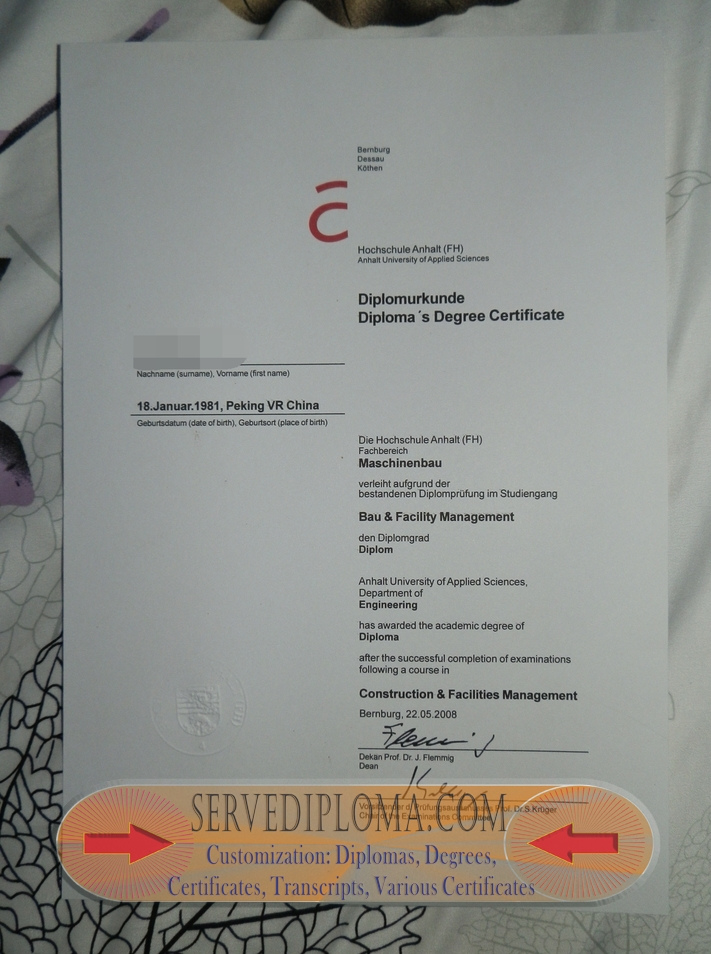 Bernburg
Dessau
Köthen
Hochschule Anhalt (FH)
Anhalt University of Applied Sciences
Diplomurkunde
Diploma´s Degree Certificate
Nachname (surname), Vorname (first name)
18.Januar.1981, Peking VR China
Geburtsdatum (date of birth), Geburtsort (place of birth)
Die Hochschule Anhalt (FH)
Fachbereich
Maschinenbau
verleiht aufgrund der
bestandenen Diplomprüfung im Studiengang
Bau & Facility Management
den Diplomgrad
Diplom
Anhalt University of Applied Sciences,
Department of
Engineering
has awarded the academic degree of
Diploma
after the successful completion of examinations
following a course in
Construction & Facilities Management
Bernburg, 22.05.2008
Dekan Prof. Dr. J. Flemmig
Dean
Prof. Dr.S.Krüger
SERVEDIPLOMA.COM
Customization: Diplomas, Degrees,
Certificates, Transcripts, Various Certificates